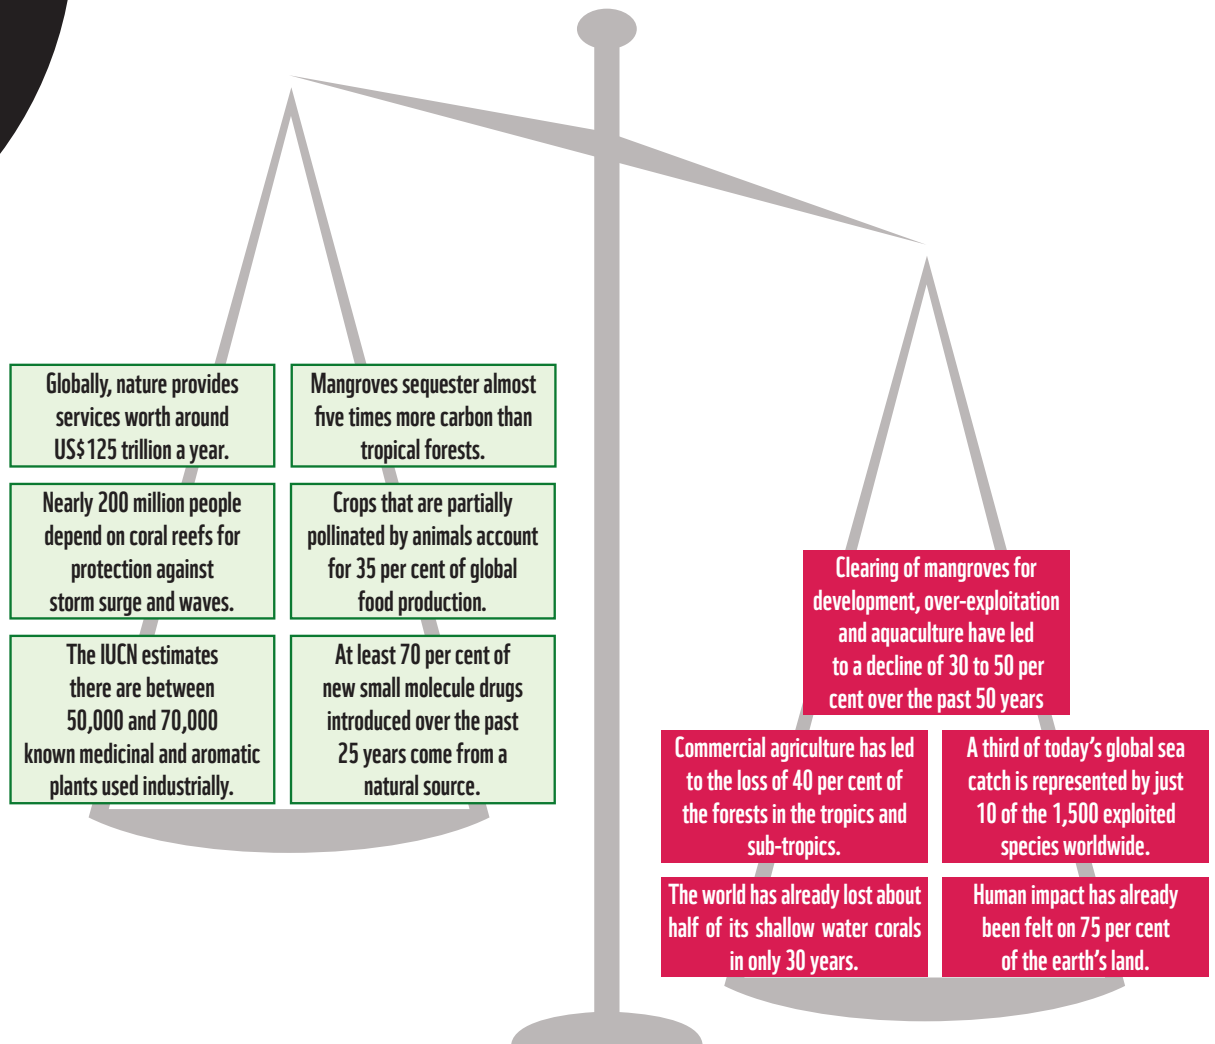 Globally, nature provides
services worth around
US$125 trillion a year.
Mangroves sequester almost
five times more carbon than
tropical forests.
Nearly 200 million people
depend on coral reefs for
protection against
storm surge and waves.
Crops that are partially
pollinated by animals account
for 35 per cent of global
food production.
The IUCN estimates
there are between
50,000 and 70,000
known medicinal and aromatic
plants used industrially.
At least 70 per cent of
new small molecule drugs
introduced over the past
25 years come from a
natural source.
Clearing of mangroves for
development, over-exploitation
and aquaculture have led
to a decline of 30 to 50 per
cent over the past 50 years
Commercial agriculture has led
to the loss of 40 per cent of
the forests in the tropics and
sub-tropics.
A third of today's global sea
catch is represented by just
10 of the 1,500 exploited
species worldwide.
The world has already lost about
half of its shallow water corals
in only 30 years.
Human impact has already
been felt on 75 per cent
of the earth's land.